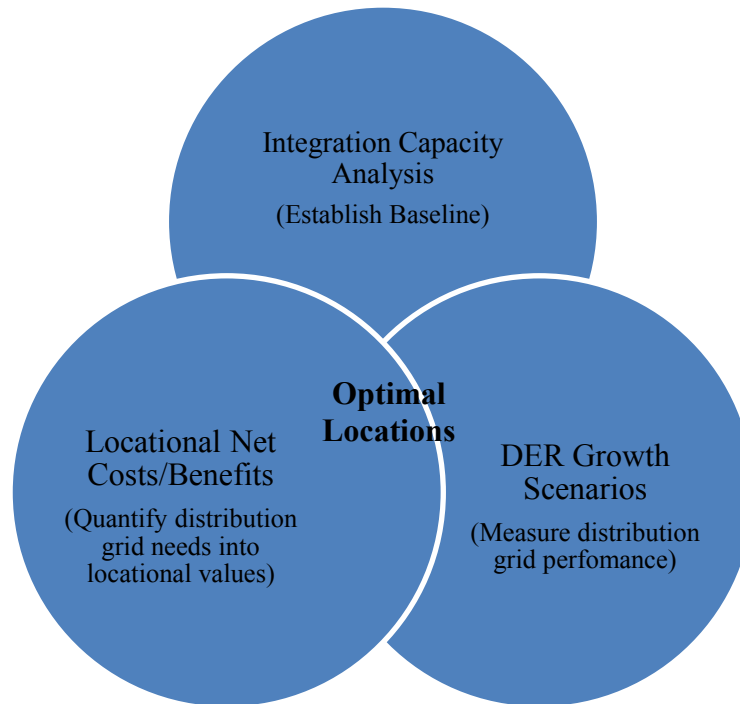 Integration Capacity
Analysis
(Establish Baseline)
Optimal
Locations
Locational Net
Costs/Benefits
(Quantify distribution
grid needs into
locational values)
DER Growth
Scenarios
(Measure distribution
grid perfomance)